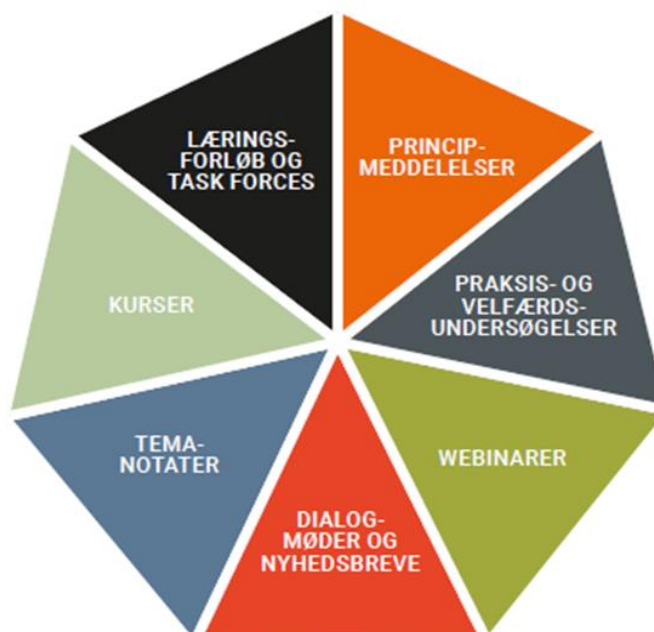 LÆRINGS-
FORLØB OG
TASK FORCES
PRINCIP-
MEDDELELSER
PRAKSIS- OG
VELFÆRDS-
UNDERSØGELSER
WEBINARER
DIALOG-
MØDER OG
NYHEDSBREVE
TEMA-
NOTATER
KURSER